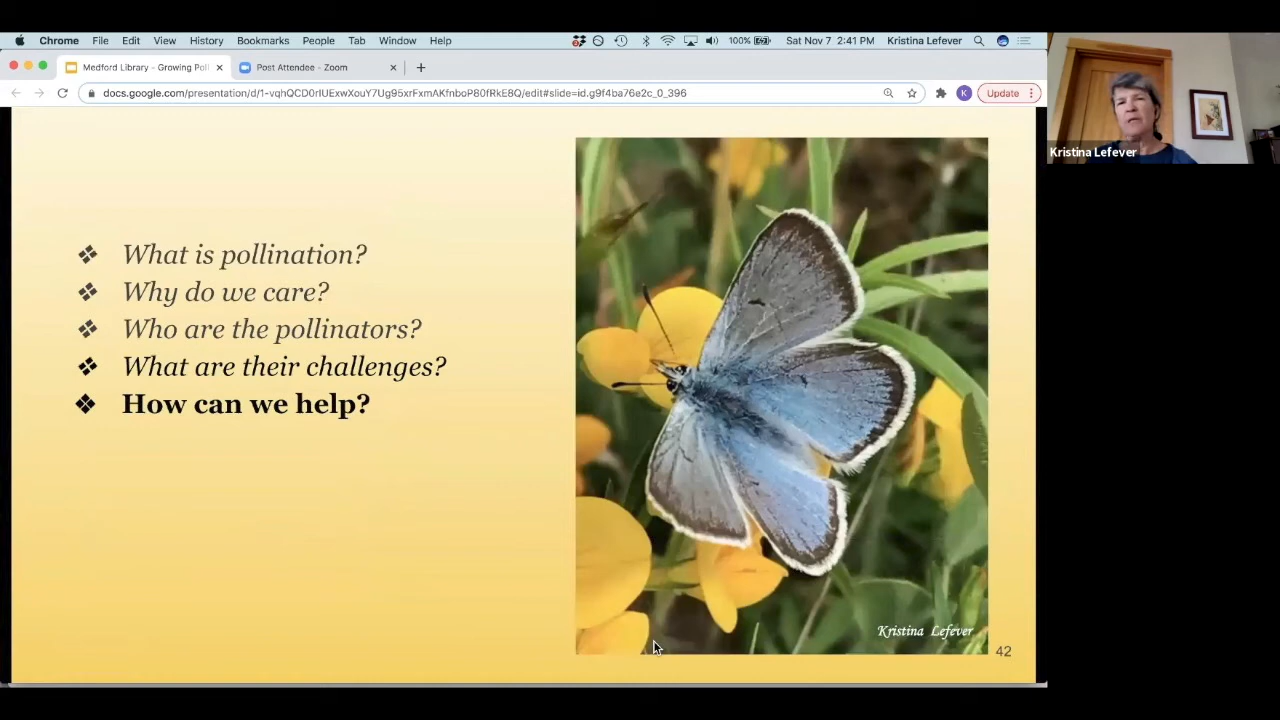 Chrome File Edit View History Bookmarks People Tab Window Help 100% Sat Nov 7 2:41 PM Kristina Lefever
Medford Library - Growing Poll Post Attendee - Zoom
docs.google.com/presentation/d/1-vqhQCD0rIUExwXouY7Ug95xrFxmAKfnboP80fRkE8Q/edit#slide=id.g9f4ba76e2c_0_396 K Update
Kristina Lefever
What is pollination?
Why do we care?
Who are the pollinators?
What are their challenges?
How can we help?
Kristina Lefever
42